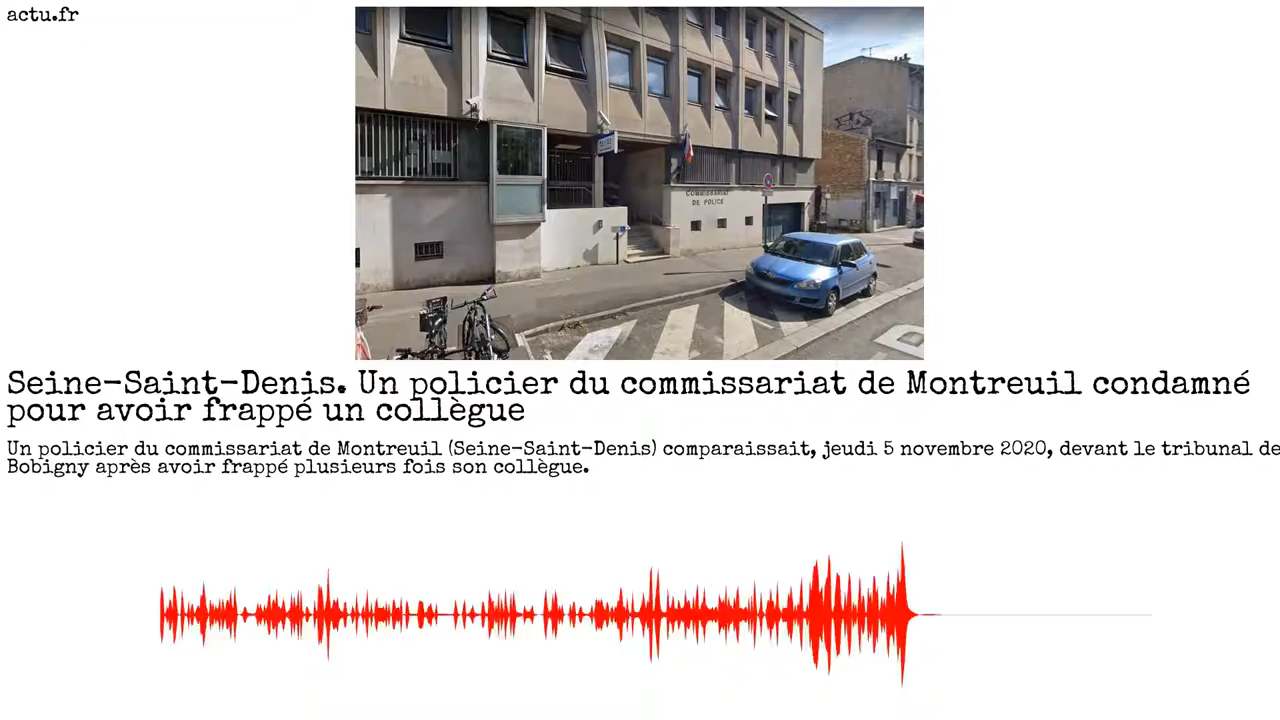 actu.fr
COMMISSARIAT
DE POLICE
Seine-Saint-Denis. Un policier du commissariat de Montreuil condamné
pour avoir frappé un collègue
Un policier du commissariat de Montreuil (Seine-Saint-Denis) comparaissait, jeudi 5 novembre 2020, devant le tribunal de
Bobigny après avoir frappé plusieurs fois son collègue.